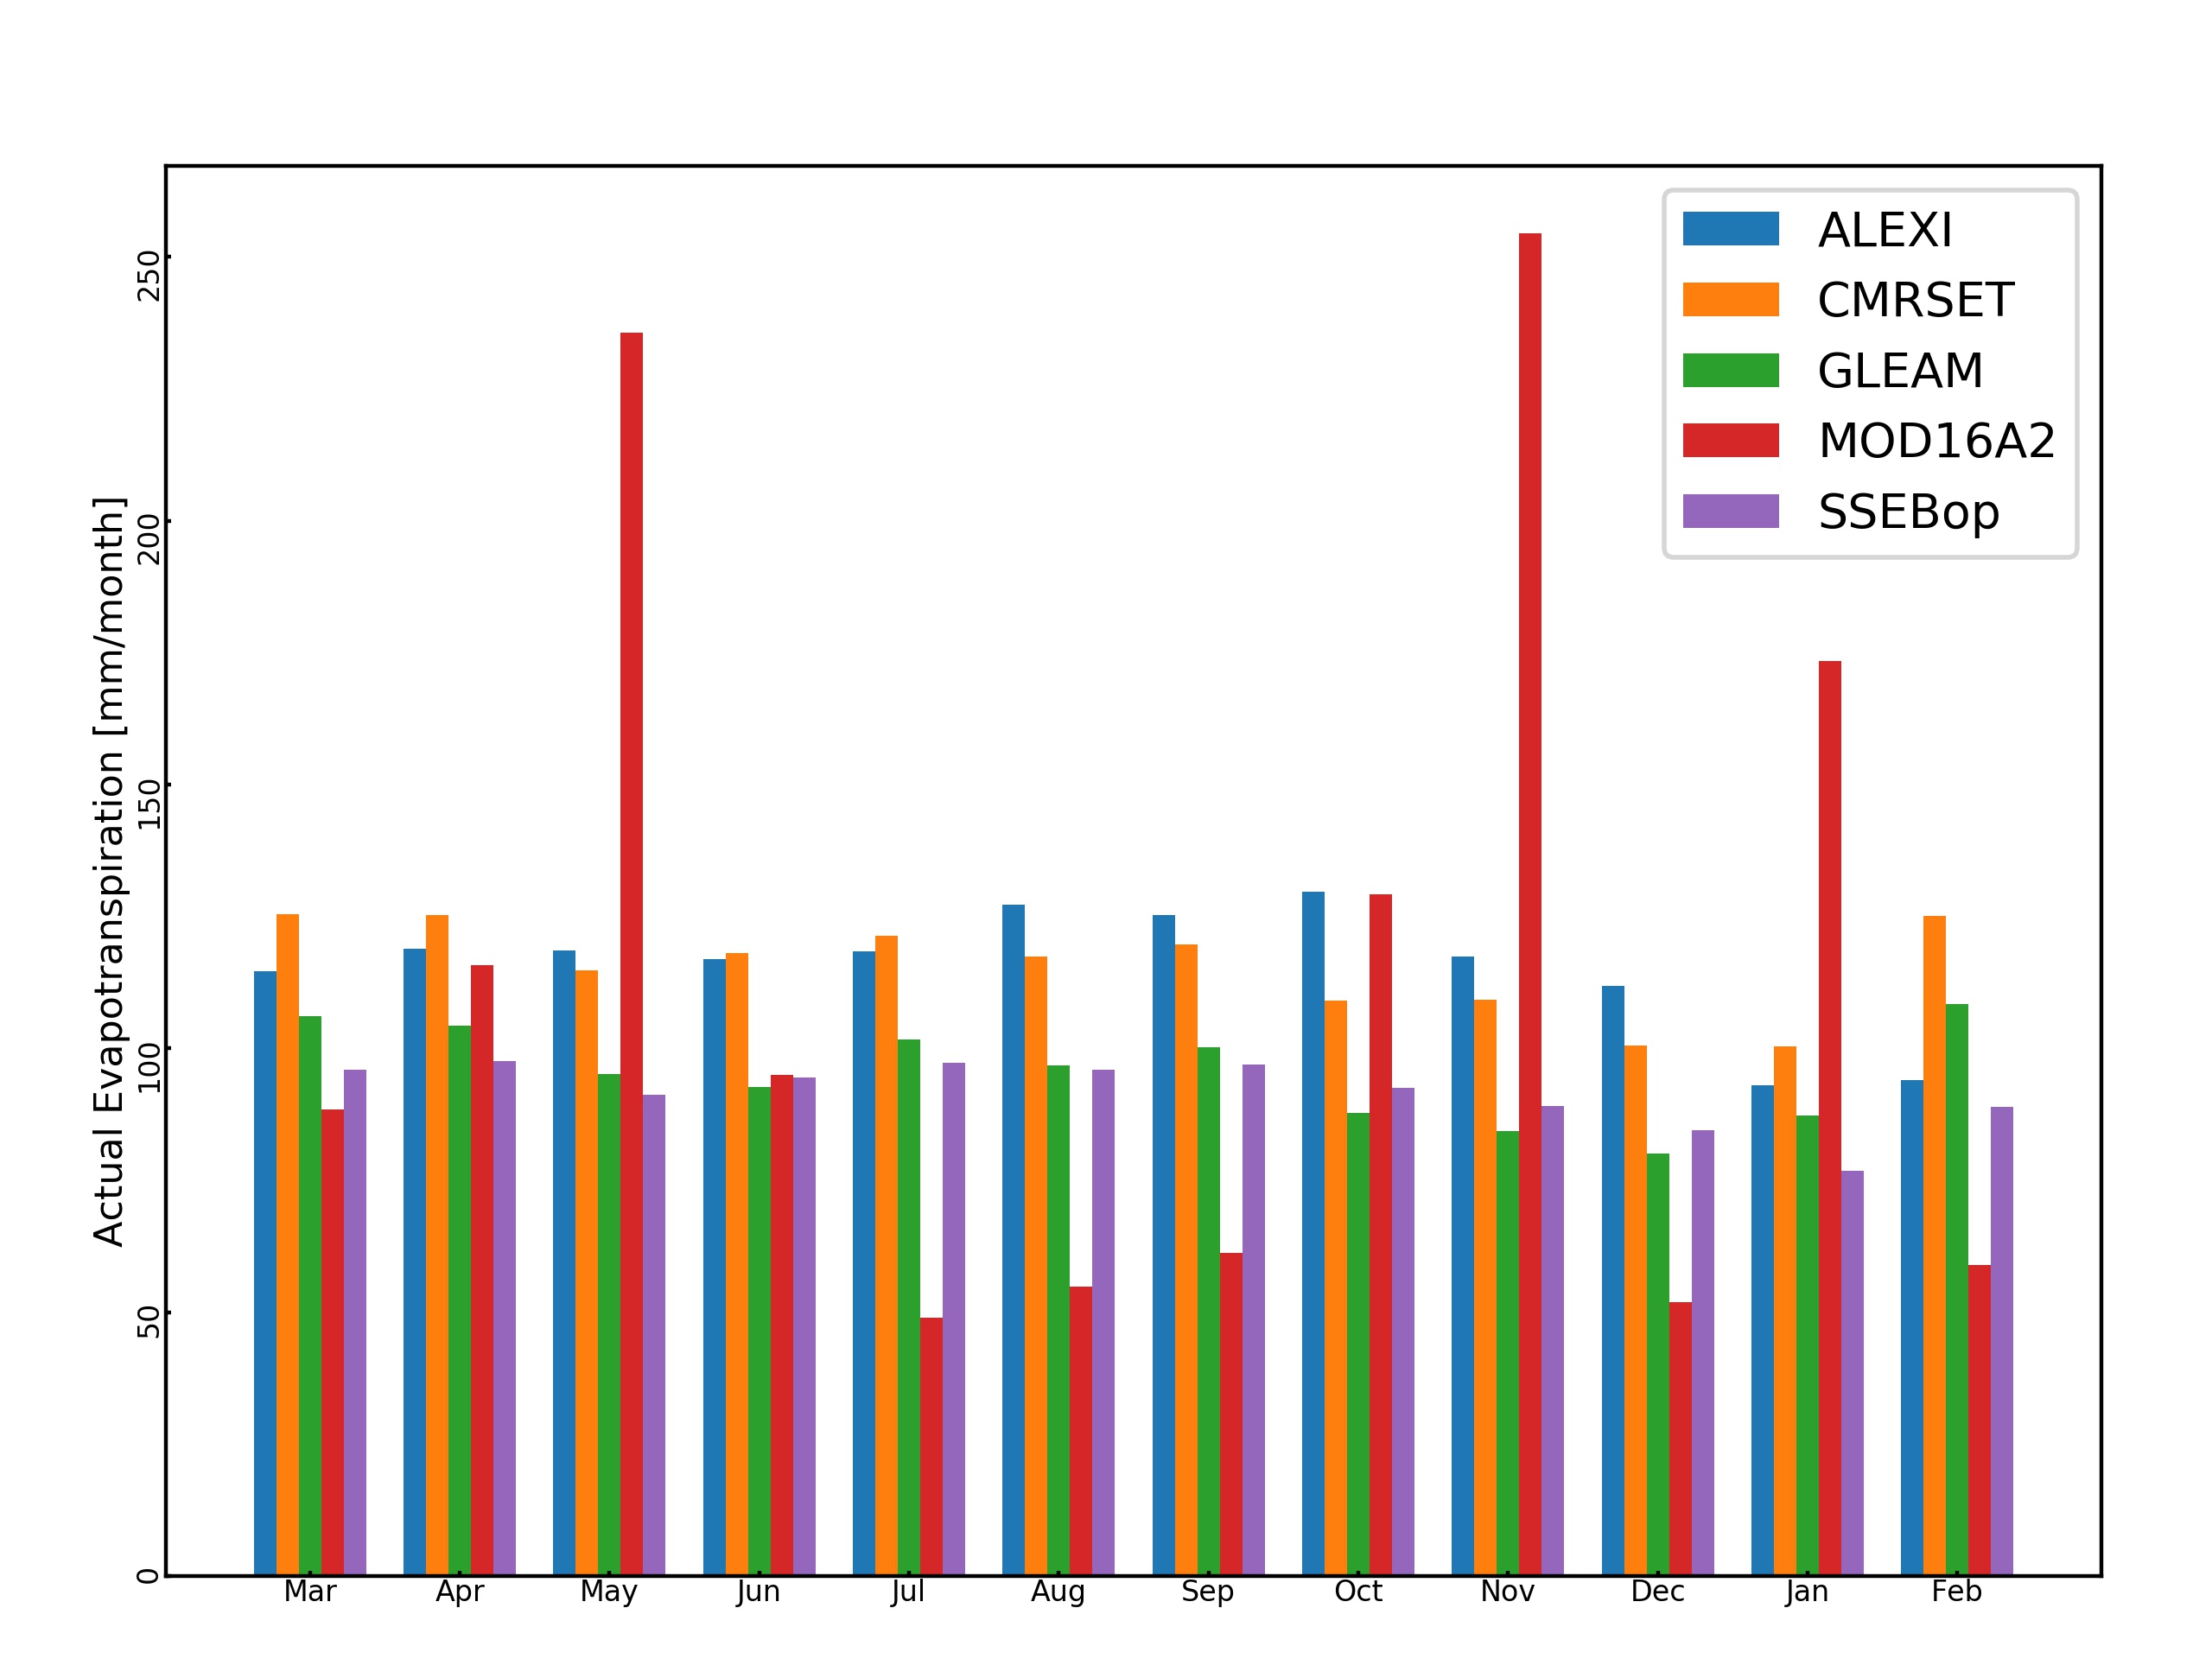 Actual Evapotranspiration [mm/month]
250
200
150
100
50
0
ALEXI
CMRSET
GLEAM
MOD16A2
SSEBop
Mar Apr May Jun Jul Aug Sep Oct Nov Dec Jan Feb